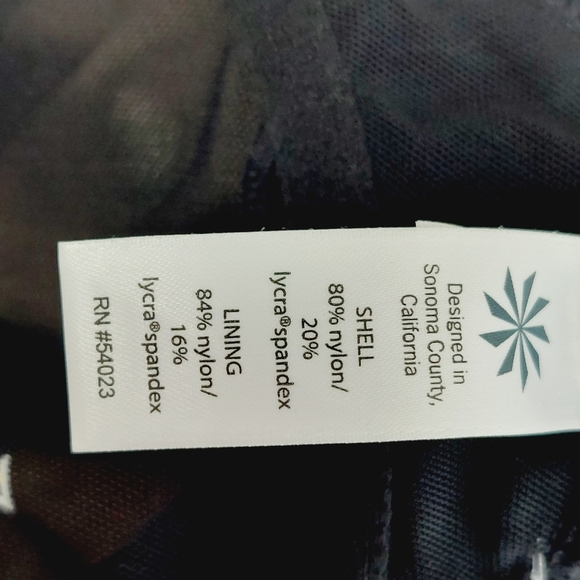 Designed in
Sonoma County,
California
SHELL
80% nylon/
20%
lycra®spandex
LINING
84% nylon/
16%
lycra®spandex
RN #54023